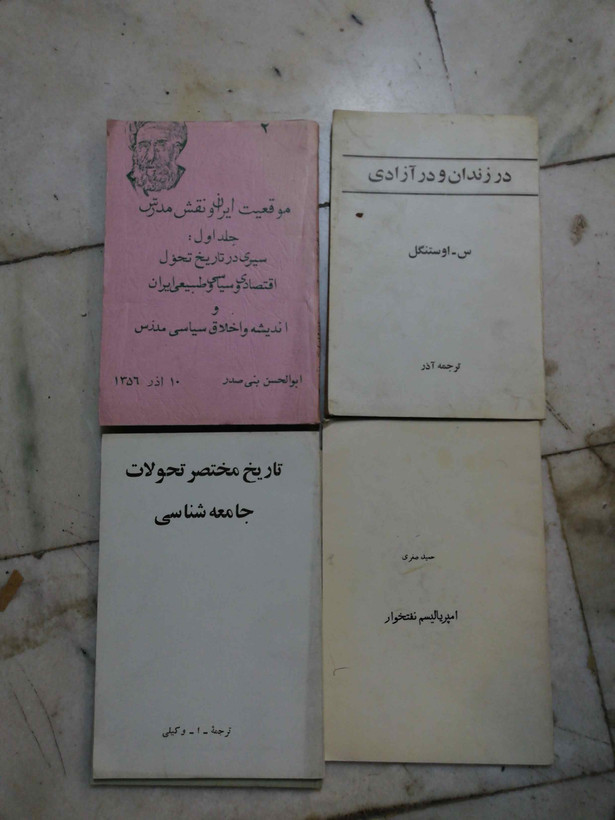 در زندان و در آزادی
س - اوستنگل
ترجمه آذر
۲
موقعیت ایران و نقش مدرس
جلد اول:
سیری در تاریخ تحول
اقتصادی و سیاسی و طبیعی ایران
و
اندیشه و اخلاق سیاسی مدرس
ابوالحسن بنی صدر ۱۰ آذر ۱۳۵۶
حمید صفری
امپریالیسم نفتخوار
تاریخ مختصر تحولات
جامعه شناسی
ترجمهٔ - ا - وکیلی